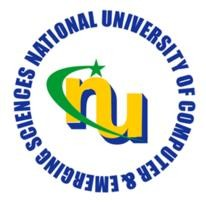 NATIONAL UNIVERSITY OF COMPUTER & EMERGING SCIENCES
nu